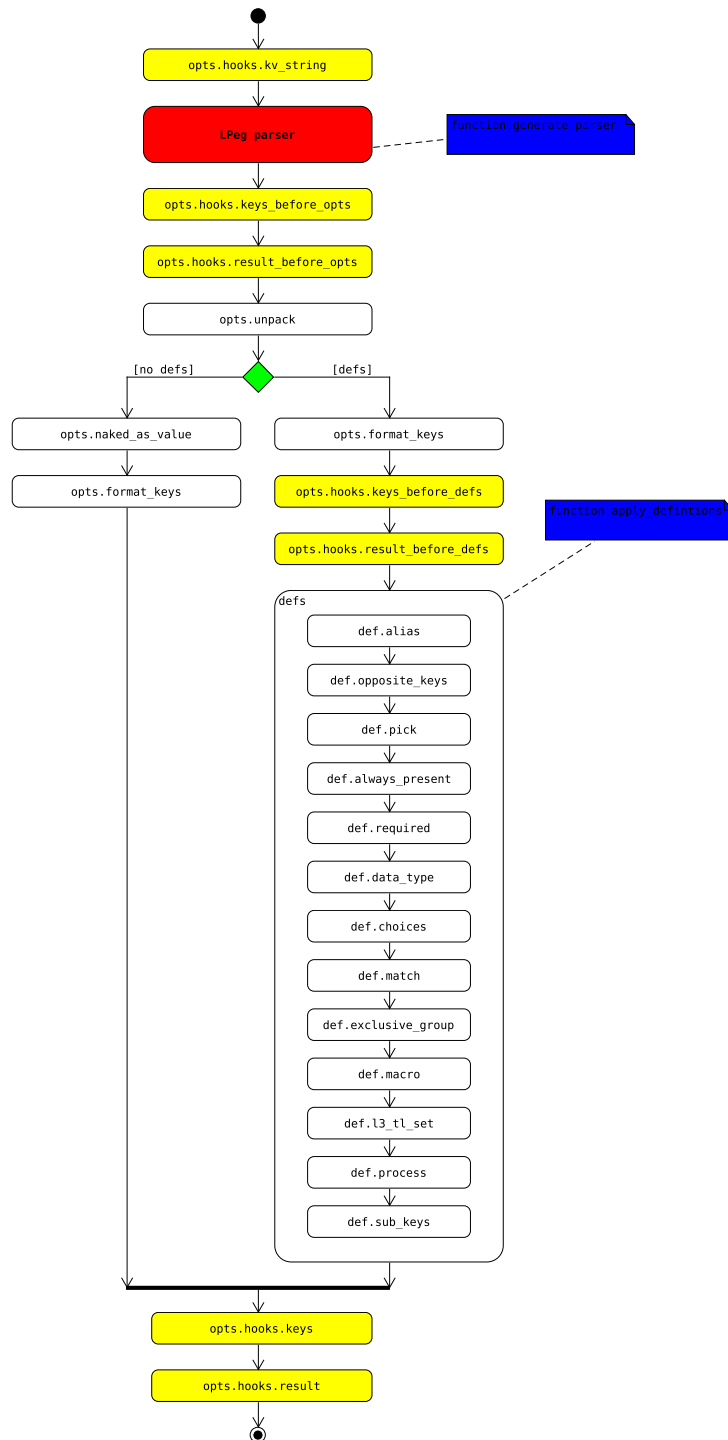 opts.hooks.kv_string
LPeg parser
function generate_parser
opts.hooks.keys_before_opts
opts.hooks.result_before_opts
opts.unpack
[no defs]
[defs]
opts.naked_as_value
opts.format_keys
opts.format_keys
opts.hooks.keys_before_defs
function apply_defintions
opts.hooks.result_before_defs
defs
def.alias
def.opposite_keys
def.pick
def.always_present
def.required
def.data_type
def.choices
def.match
def.exclusive_group
def.macro
def.l3_tl_set
def.process
def.sub_keys
opts.hooks.keys
opts.hooks.result